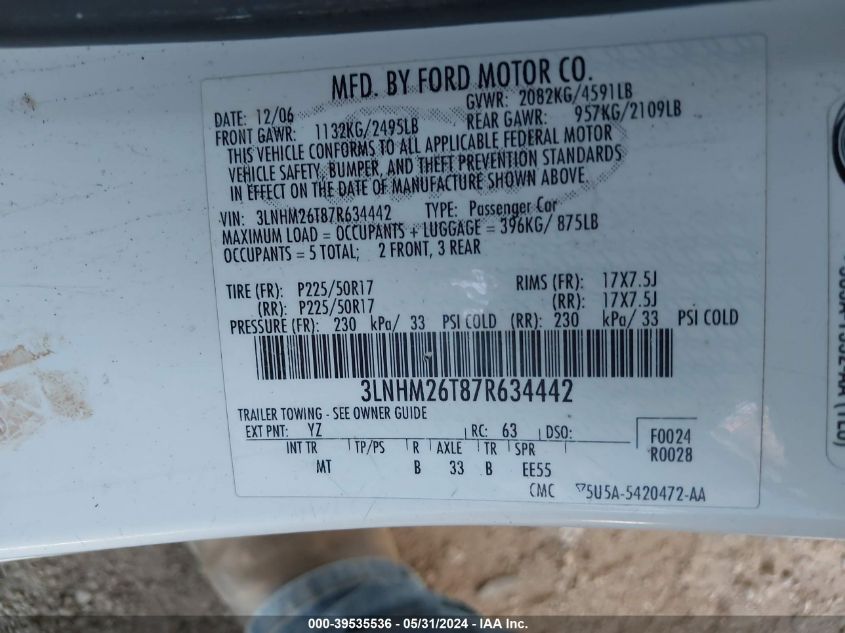 MFD. BY FORD MOTOR CO.
DATE: 12/06 GVWR: 2082KG/4591LB
FRONT GAWR: 1132KG/2495LB REAR GAWR: 957KG/2109LB
THIS VEHICLE CONFORMS TO ALL APPLICABLE FEDERAL MOTOR
VEHICLE SAFETY, BUMPER, AND THEFT PREVENTION STANDARDS
IN EFFECT ON THE DATE OF MANUFACTURE SHOWN ABOVE.
VIN: 3LNHM26T87R634442 TYPE: Passenger Car
MAXIMUM LOAD = OCCUPANTS + LUGGAGE = 396KG/ 875LB
OCCUPANTS = 5 TOTAL; 2 FRONT, 3 REAR
TIRE (FR): P225/50R17 RIMS (FR): 17X7.5J
(RR): P225/50R17 (RR): 17X7.5J
PRESSURE (FR): 230 kPa/ 33 PSI COLD (RR): 230 kPa/ 33 PSI COLD
3LNHM26T87R634442
TRAILER TOWING - SEE OWNER GUIDE
EXT PNT: YZ RC: 63 DSO: F0024
INT TR TP/PS R AXLE TR SPR R0028
MT B 33 B EE55
CMC 5U5A-5420472-AA
000-39535536 - 05/31/2024 - IAA Inc.